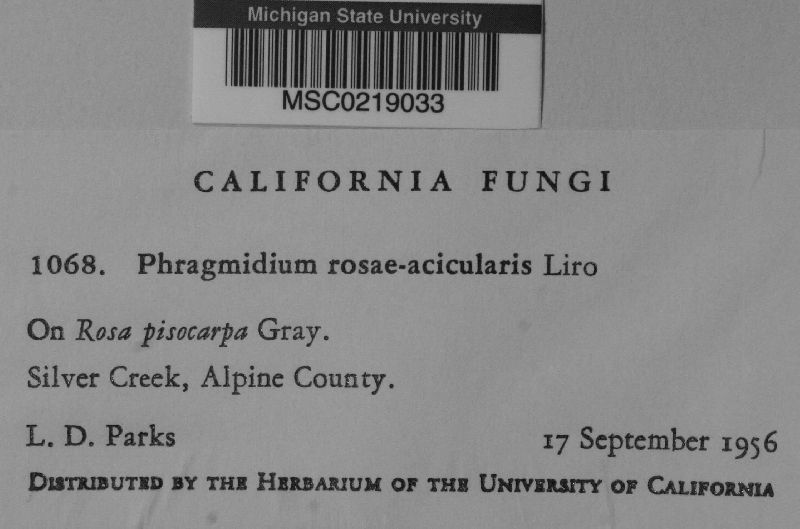 Michigan State University
MSC0219033
CALIFORNIA FUNGI
1068. Phragmidium rosae-acicularis Liro
On Rosa pisocarpa Gray.
Silver Creek, Alpine County.
L. D. Parks 17 September 1956
DISTRIBUTED BY THE HERBARIUM OF THE UNIVERSITY OF CALIFORNIA